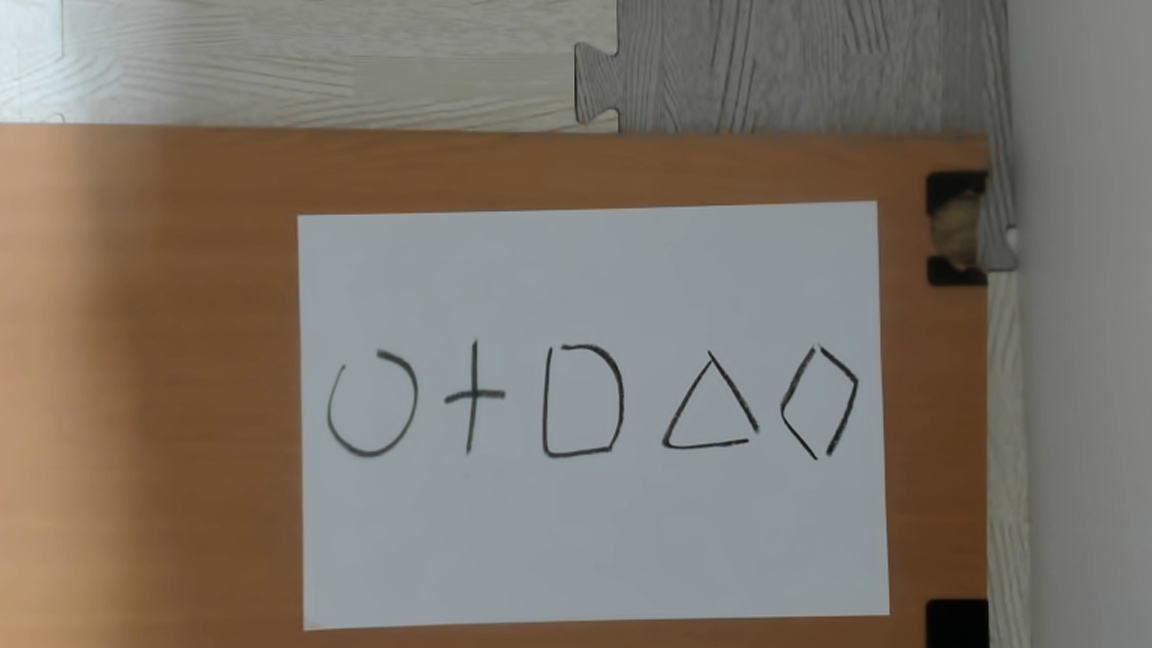 ○ + □ △ ◇